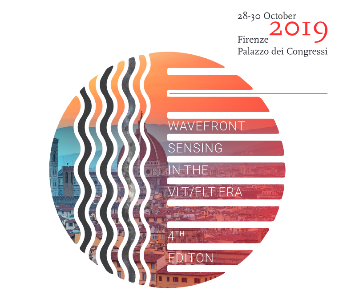 28-30 October
2019
Firenze
Palazzo dei Congressi
WAVEFRONT
SENSING
IN THE
VLT/ELT ERA
4TH
EDITON